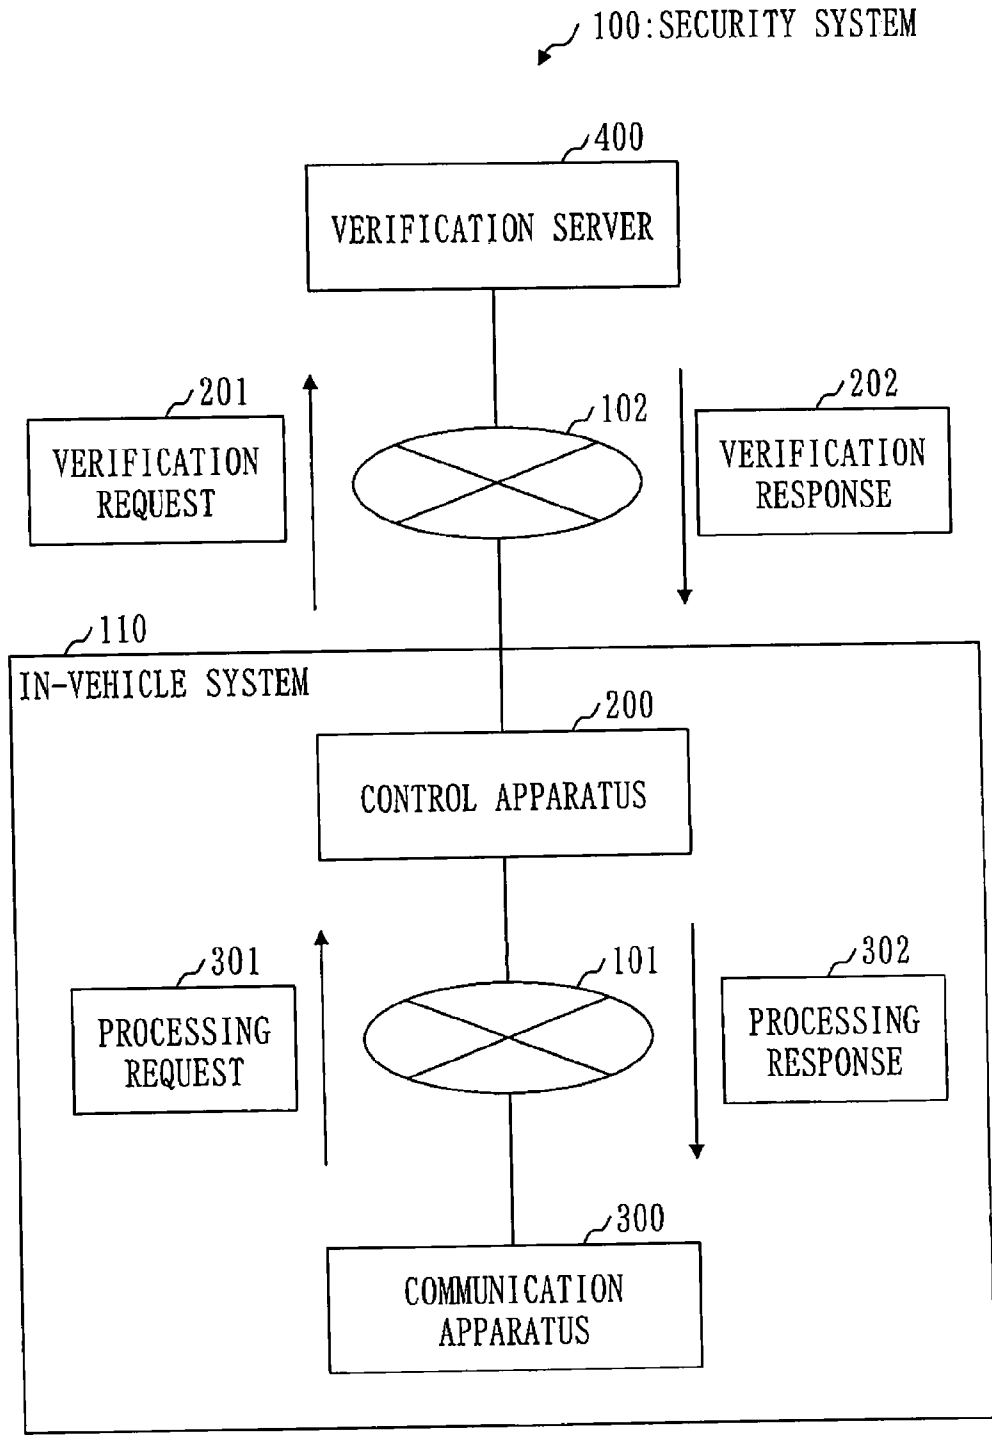 100:SECURITY SYSTEM
400
VERIFICATION SERVER
201
VERIFICATION
REQUEST
102
202
VERIFICATION
RESPONSE
110
IN-VEHICLE SYSTEM
200
CONTROL APPARATUS
301
PROCESSING
REQUEST
101
302
PROCESSING
RESPONSE
300
COMMUNICATION
APPARATUS